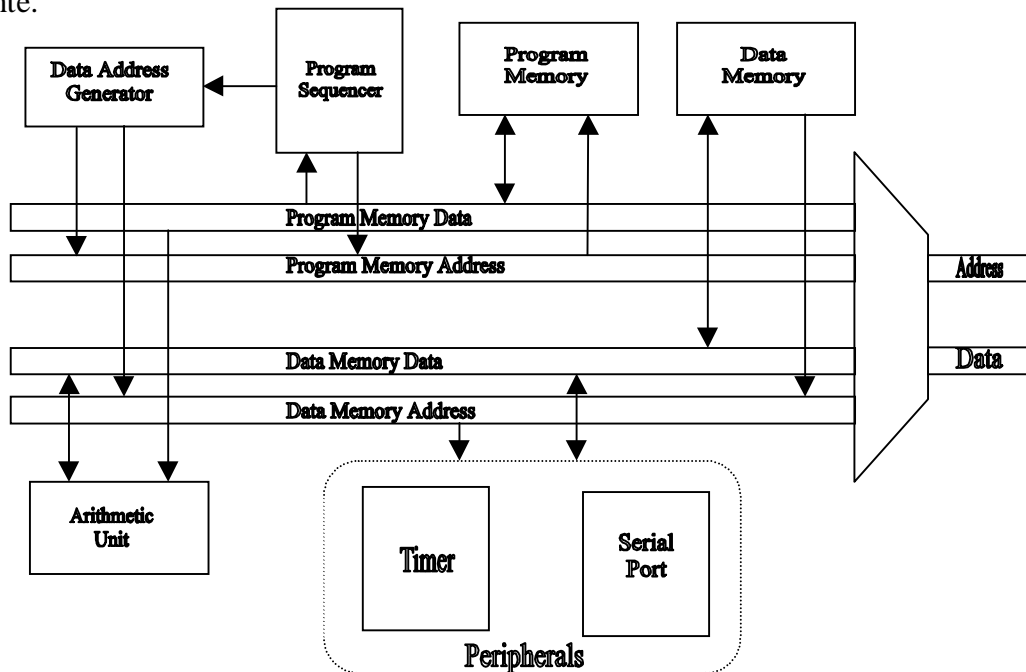 Data Address
Generator
Program
Sequencer
Program
Memory
Data
Memory
Program Memory Data
Program Memory Address
Address
Data Memory Data
Data
Data Memory Address
Arithmetic
Unit
Timer
Serial
Port
Peripherals